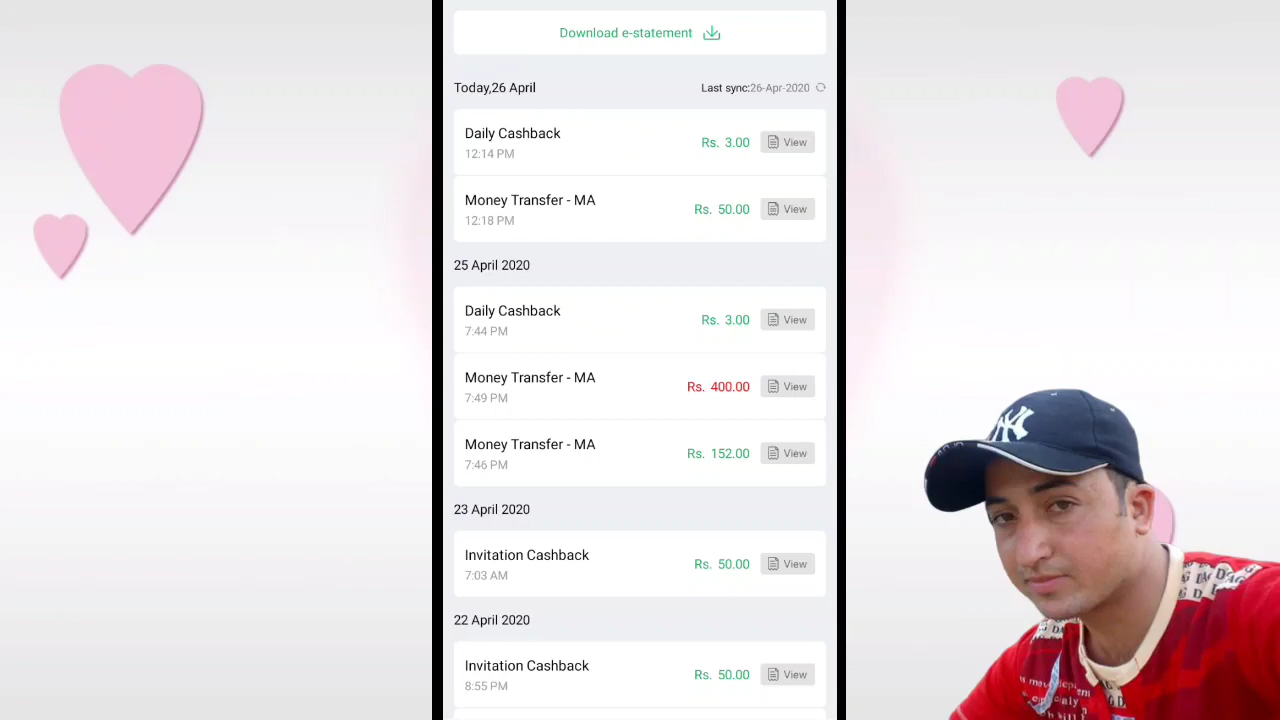 Download e-statement
Today,26 April
Last sync:26-Apr-2020
Daily Cashback
Rs. 3.00
View
12:14 PM
Money Transfer - MA
Rs. 50.00
View
12:18 PM
25 April 2020
Daily Cashback
Rs. 3.00
View
7:44 PM
Money Transfer - MA
Rs. 400.00
View
7:49 PM
Money Transfer - MA
Rs. 152.00
View
7:46 PM
23 April 2020
Invitation Cashback
Rs. 50.00
View
7:03 AM
22 April 2020
Invitation Cashback
Rs. 50.00
View
8:55 PM
NY